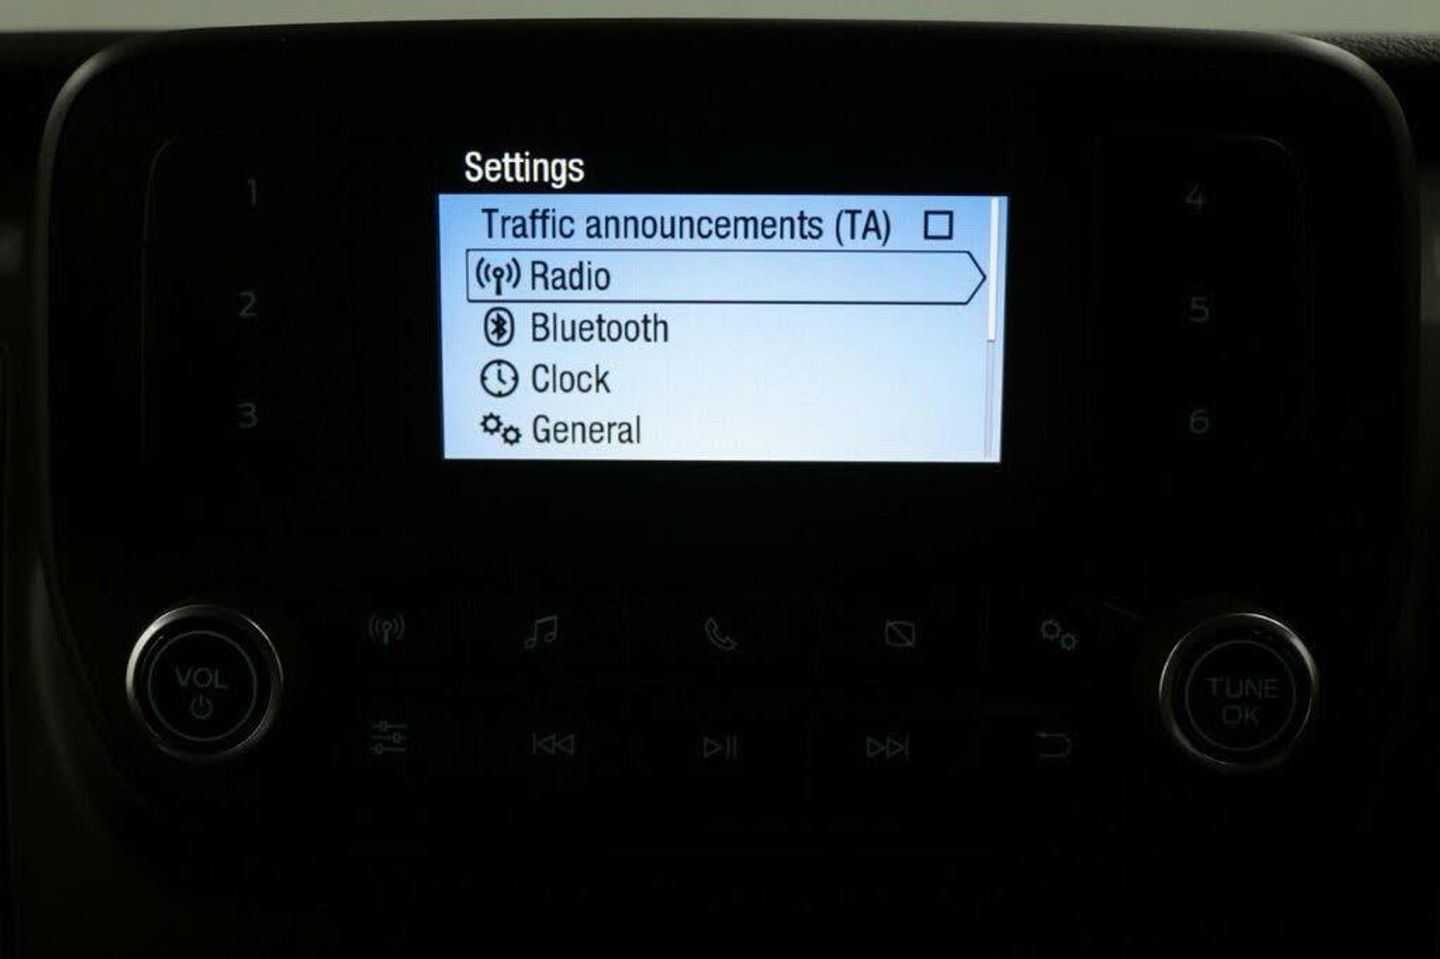 Settings
Traffic announcements (TA)
Radio
Bluetooth
Clock
General
1
2
3
4
5
6
VOL
TUNE
OK